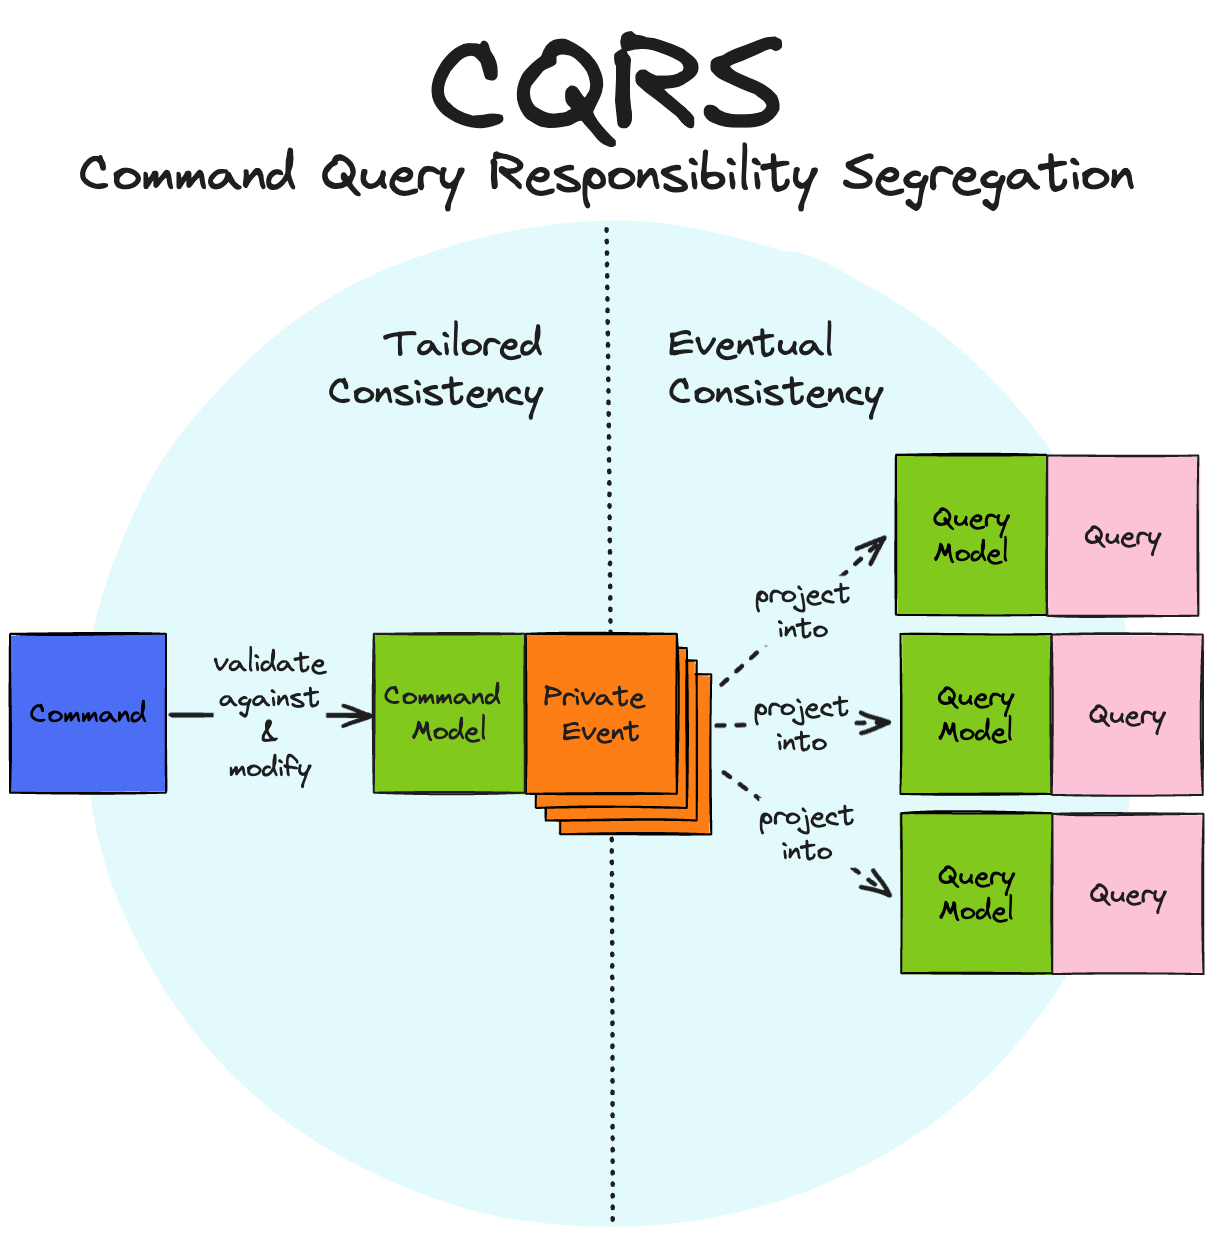 CQRS
Command Query Responsibility Segregation
Tailored
Consistency
Eventual
Consistency
Command
validate
against
&
modify
Command
Model
Private
Event
project
into
project
into
project
into
Query
Model
Query
Query
Model
Query
Query
Model
Query